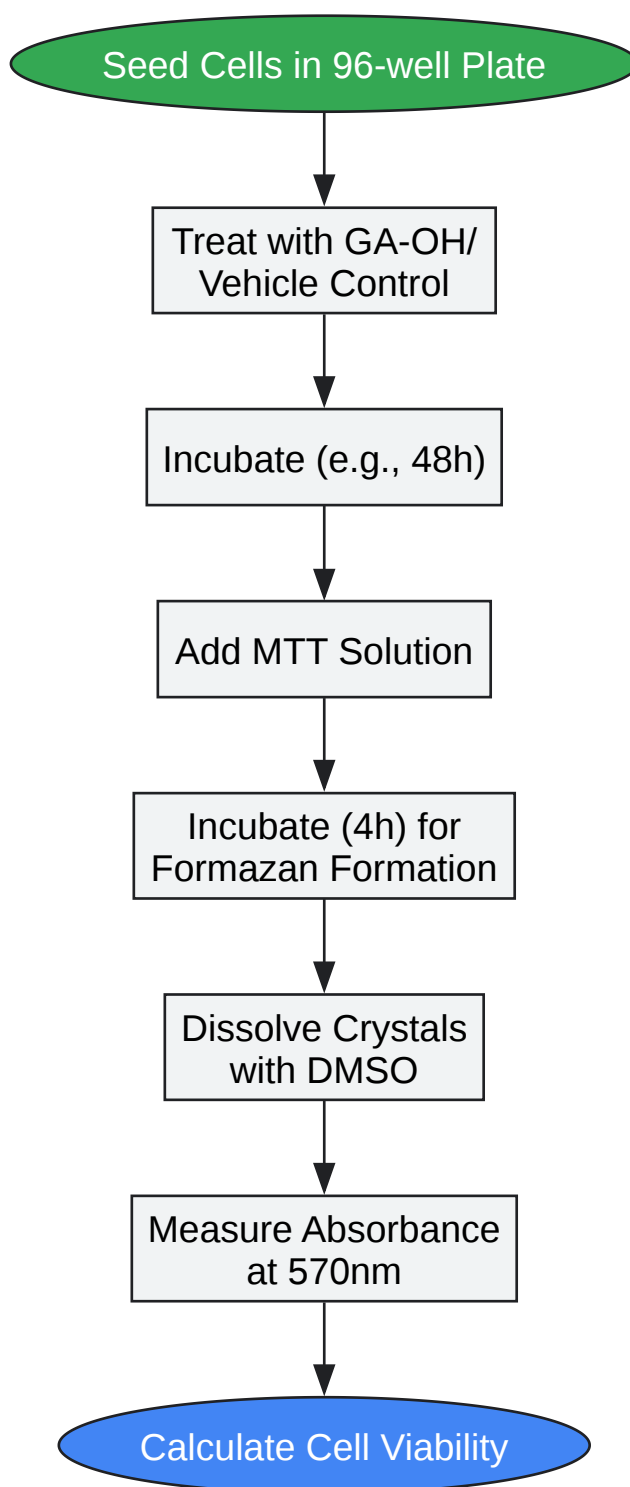 Seed Cells in 96-well Plate
Treat with GA-OH/
Vehicle Control
Incubate (e.g., 48h)
Add MTT Solution
Incubate (4h) for
Formazan Formation
Dissolve Crystals
with DMSO
Measure Absorbance
at 570nm
Calculate Cell Viability